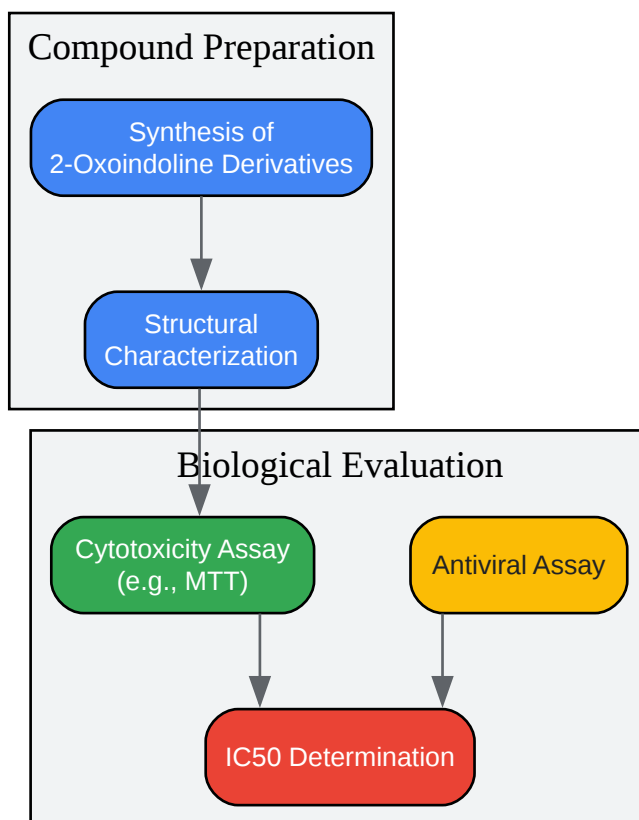 Compound Preparation
Synthesis of
2-Oxoindoline Derivatives
Structural
Characterization
Biological Evaluation
Cytotoxicity Assay
(e.g., MTT)
Antiviral Assay
IC50 Determination